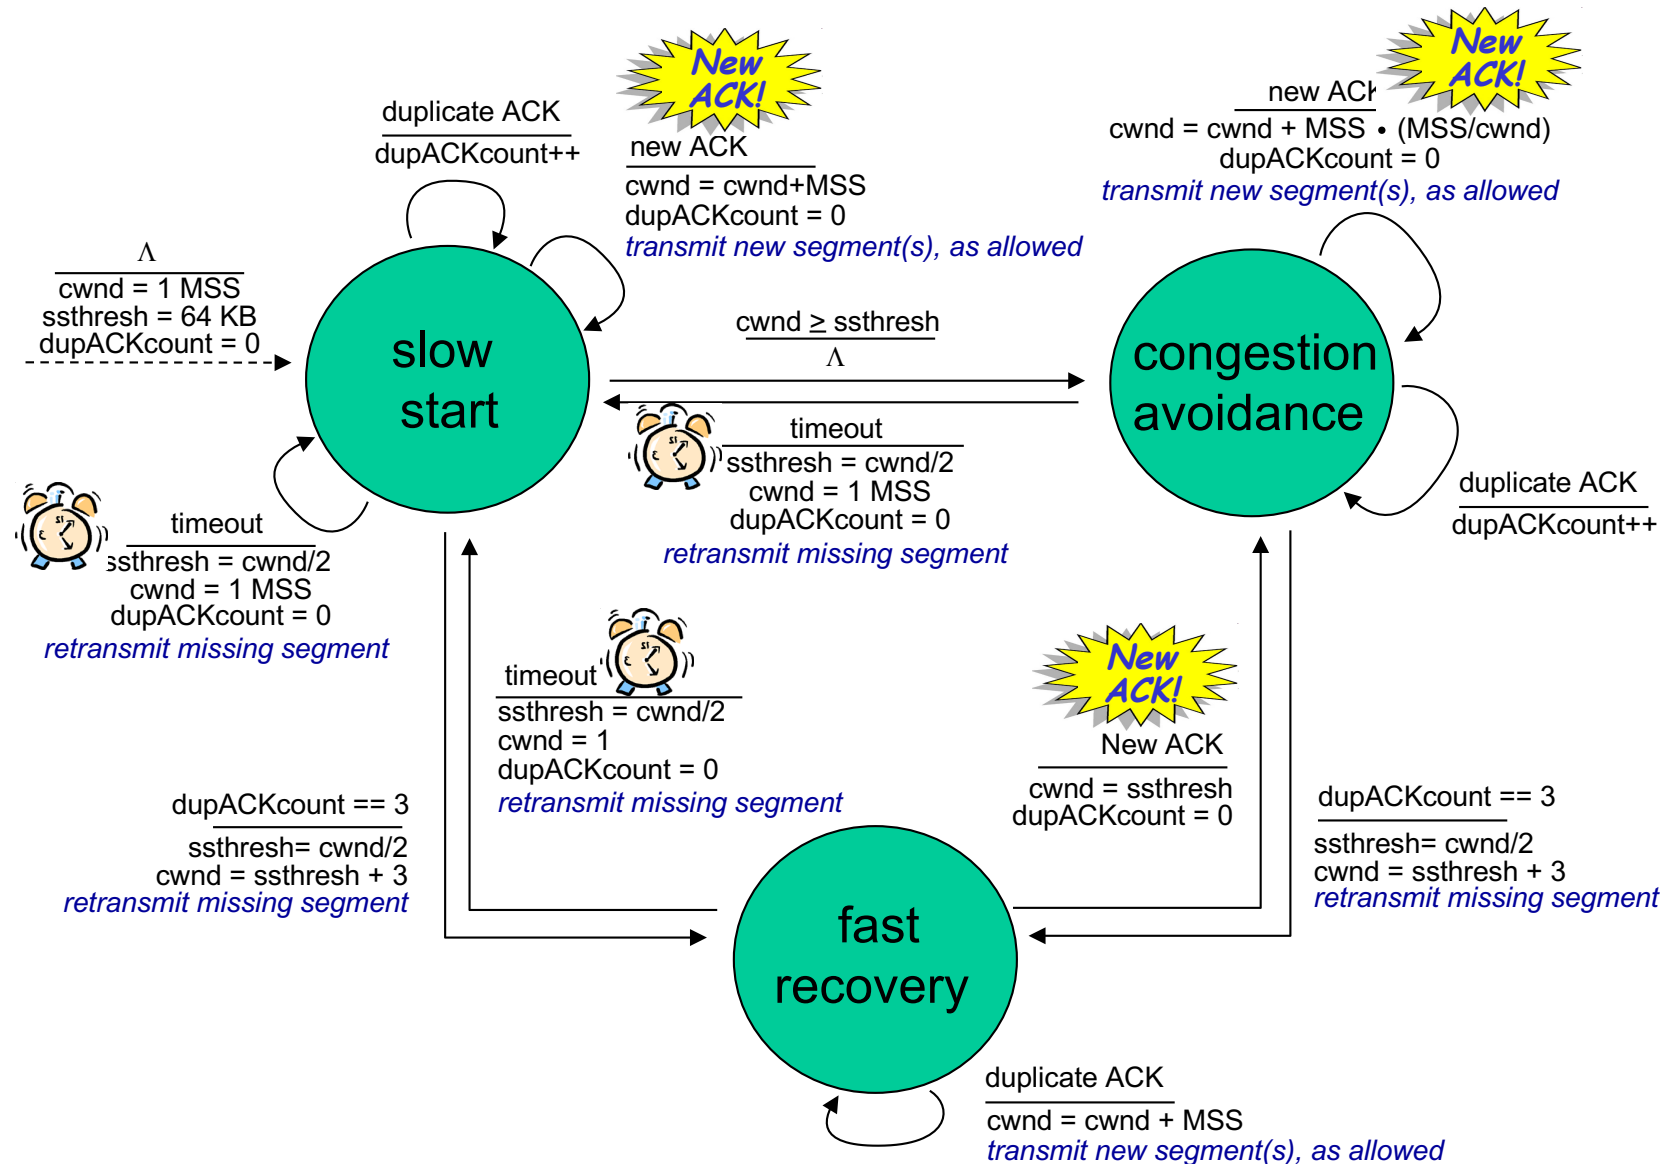 New
ACK!
duplicate ACK
dupACKcount++
new ACK
cwnd = cwnd+MSS
dupACKcount = 0
transmit new segment(s), as allowed
New
ACK!
new ACK
cwnd = cwnd + MSS • (MSS/cwnd)
dupACKcount = 0
transmit new segment(s), as allowed
Λ
cwnd = 1 MSS
ssthresh = 64 KB
dupACKcount = 0
slow
start
cwnd ≥ ssthresh
Λ
congestion
avoidance
timeout
ssthresh = cwnd/2
cwnd = 1 MSS
dupACKcount = 0
retransmit missing segment
duplicate ACK
dupACKcount++
timeout
ssthresh = cwnd/2
cwnd = 1 MSS
dupACKcount = 0
retransmit missing segment
timeout
ssthresh = cwnd/2
cwnd = 1
dupACKcount = 0
retransmit missing segment
New
ACK!
New ACK
cwnd = ssthresh
dupACKcount = 0
dupACKcount == 3
ssthresh= cwnd/2
cwnd = ssthresh + 3
retransmit missing segment
dupACKcount == 3
ssthresh= cwnd/2
cwnd = ssthresh + 3
retransmit missing segment
fast
recovery
duplicate ACK
cwnd = cwnd + MSS
transmit new segment(s), as allowed